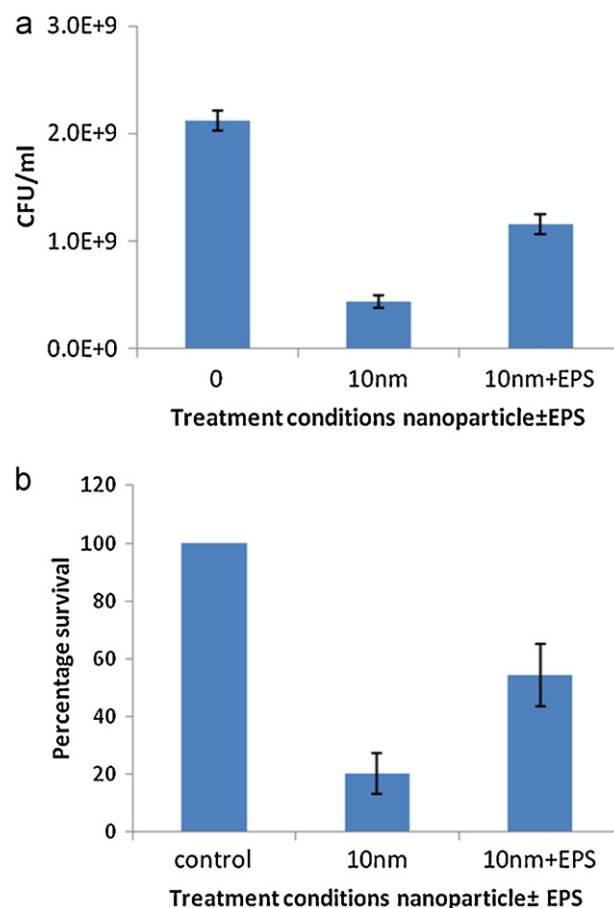 a
3.0E+9
2.0E+9
1.0E+9
0.0E+0
CFU/ml
0 10nm 10nm+EPS
Treatment conditions nanoparticle±EPS
b
120
100
80
60
40
20
0
Percentage survival
control 10nm 10nm+EPS
Treatment conditions nanoparticle± EPS